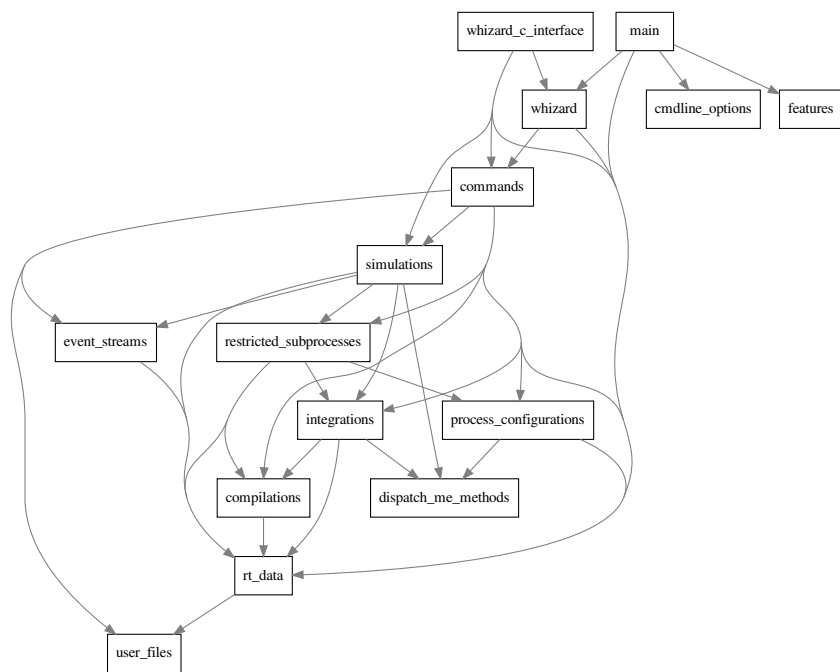 whizard_c_interface
main
whizard
cmdline_options
features
commands
simulations
event_streams
restricted_subprocesses
integrations
process_configurations
compilations
dispatch_me_methods
rt_data
user_files